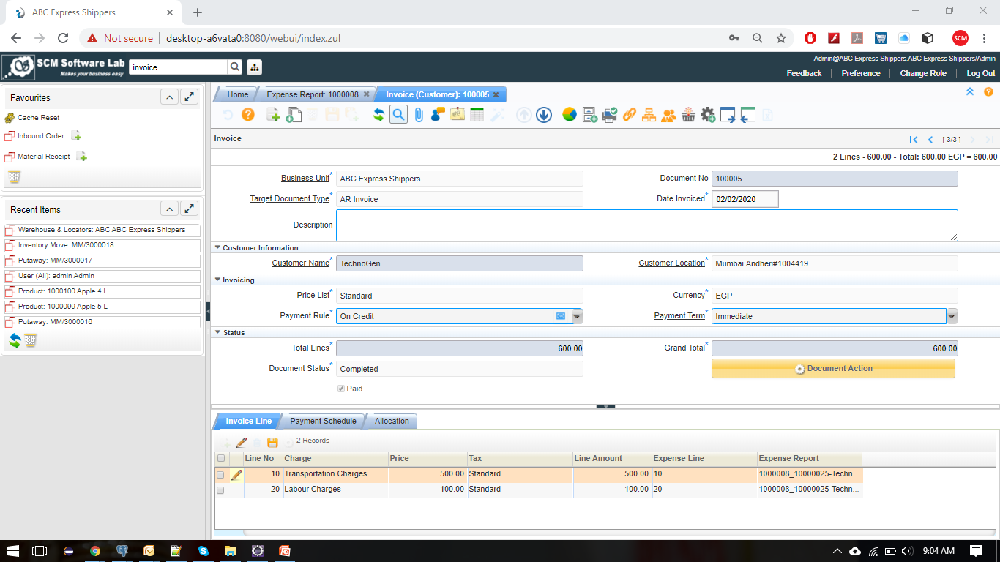 ABC Express Shippers
Not secure desktop-a6vata0:8080/webui/index.zul
SCM
SCM Software Lab
Makes your business easy
invoice
Admin@ABC Express Shippers.ABC Express Shippers/Admin
Feedback Preference Change Role Log Out
Favourites
Cache Reset
Inbound Order
Material Receipt
Recent Items
Warehouse & Locators: ABC ABC Express Shippers
Inventory Move: MM/3000018
Putaway: MM/3000017
User (All): admin Admin
Product: 1000100 Apple 4 L
Product: 1000099 Apple 5 L
Putaway: MM/3000016
Home Expense Report: 1000008 Invoice (Customer): 100005
Invoice [ 3/3 ]
2 Lines - 600.00 - Total: 600.00 EGP = 600.00
Business Unit* ABC Express Shippers Document No 100005
Target Document Type* AR Invoice Date Invoiced* 02/02/2020
Description
Customer Information
Customer Name* TechnoGen Customer Location* Mumbai Andheri#1004419
Invoicing
Price List* Standard Currency* EGP
Payment Rule* On Credit Payment Term* Immediate
Status
Total Lines* 600.00 Grand Total* 600.00
Document Status* Completed Document Action
Paid
Invoice Line Payment Schedule Allocation
2 Records
Line No Charge Price Tax Line Amount Expense Line Expense Report
10 Transportation Charges 500.00 Standard 500.00 10 1000008_10000025-Techn...
20 Labour Charges 100.00 Standard 100.00 20 1000008_10000025-Techn...
9:04 AM